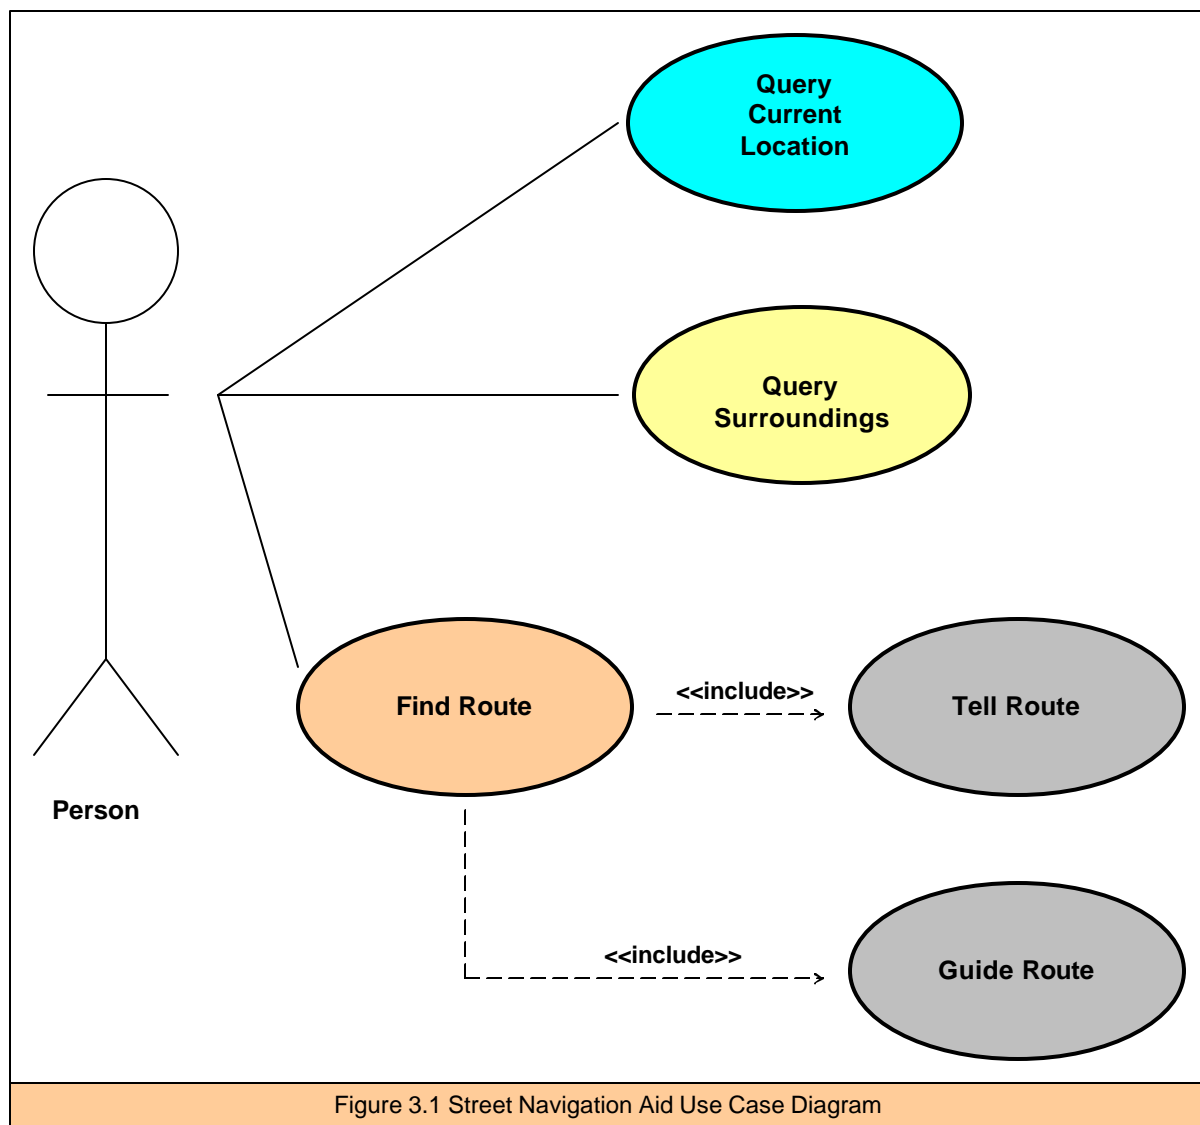 Query
Current
Location
Query
Surroundings
Find Route
<<include>>
Tell Route
Person
<<include>>
Guide Route
Figure 3.1 Street Navigation Aid Use Case Diagram